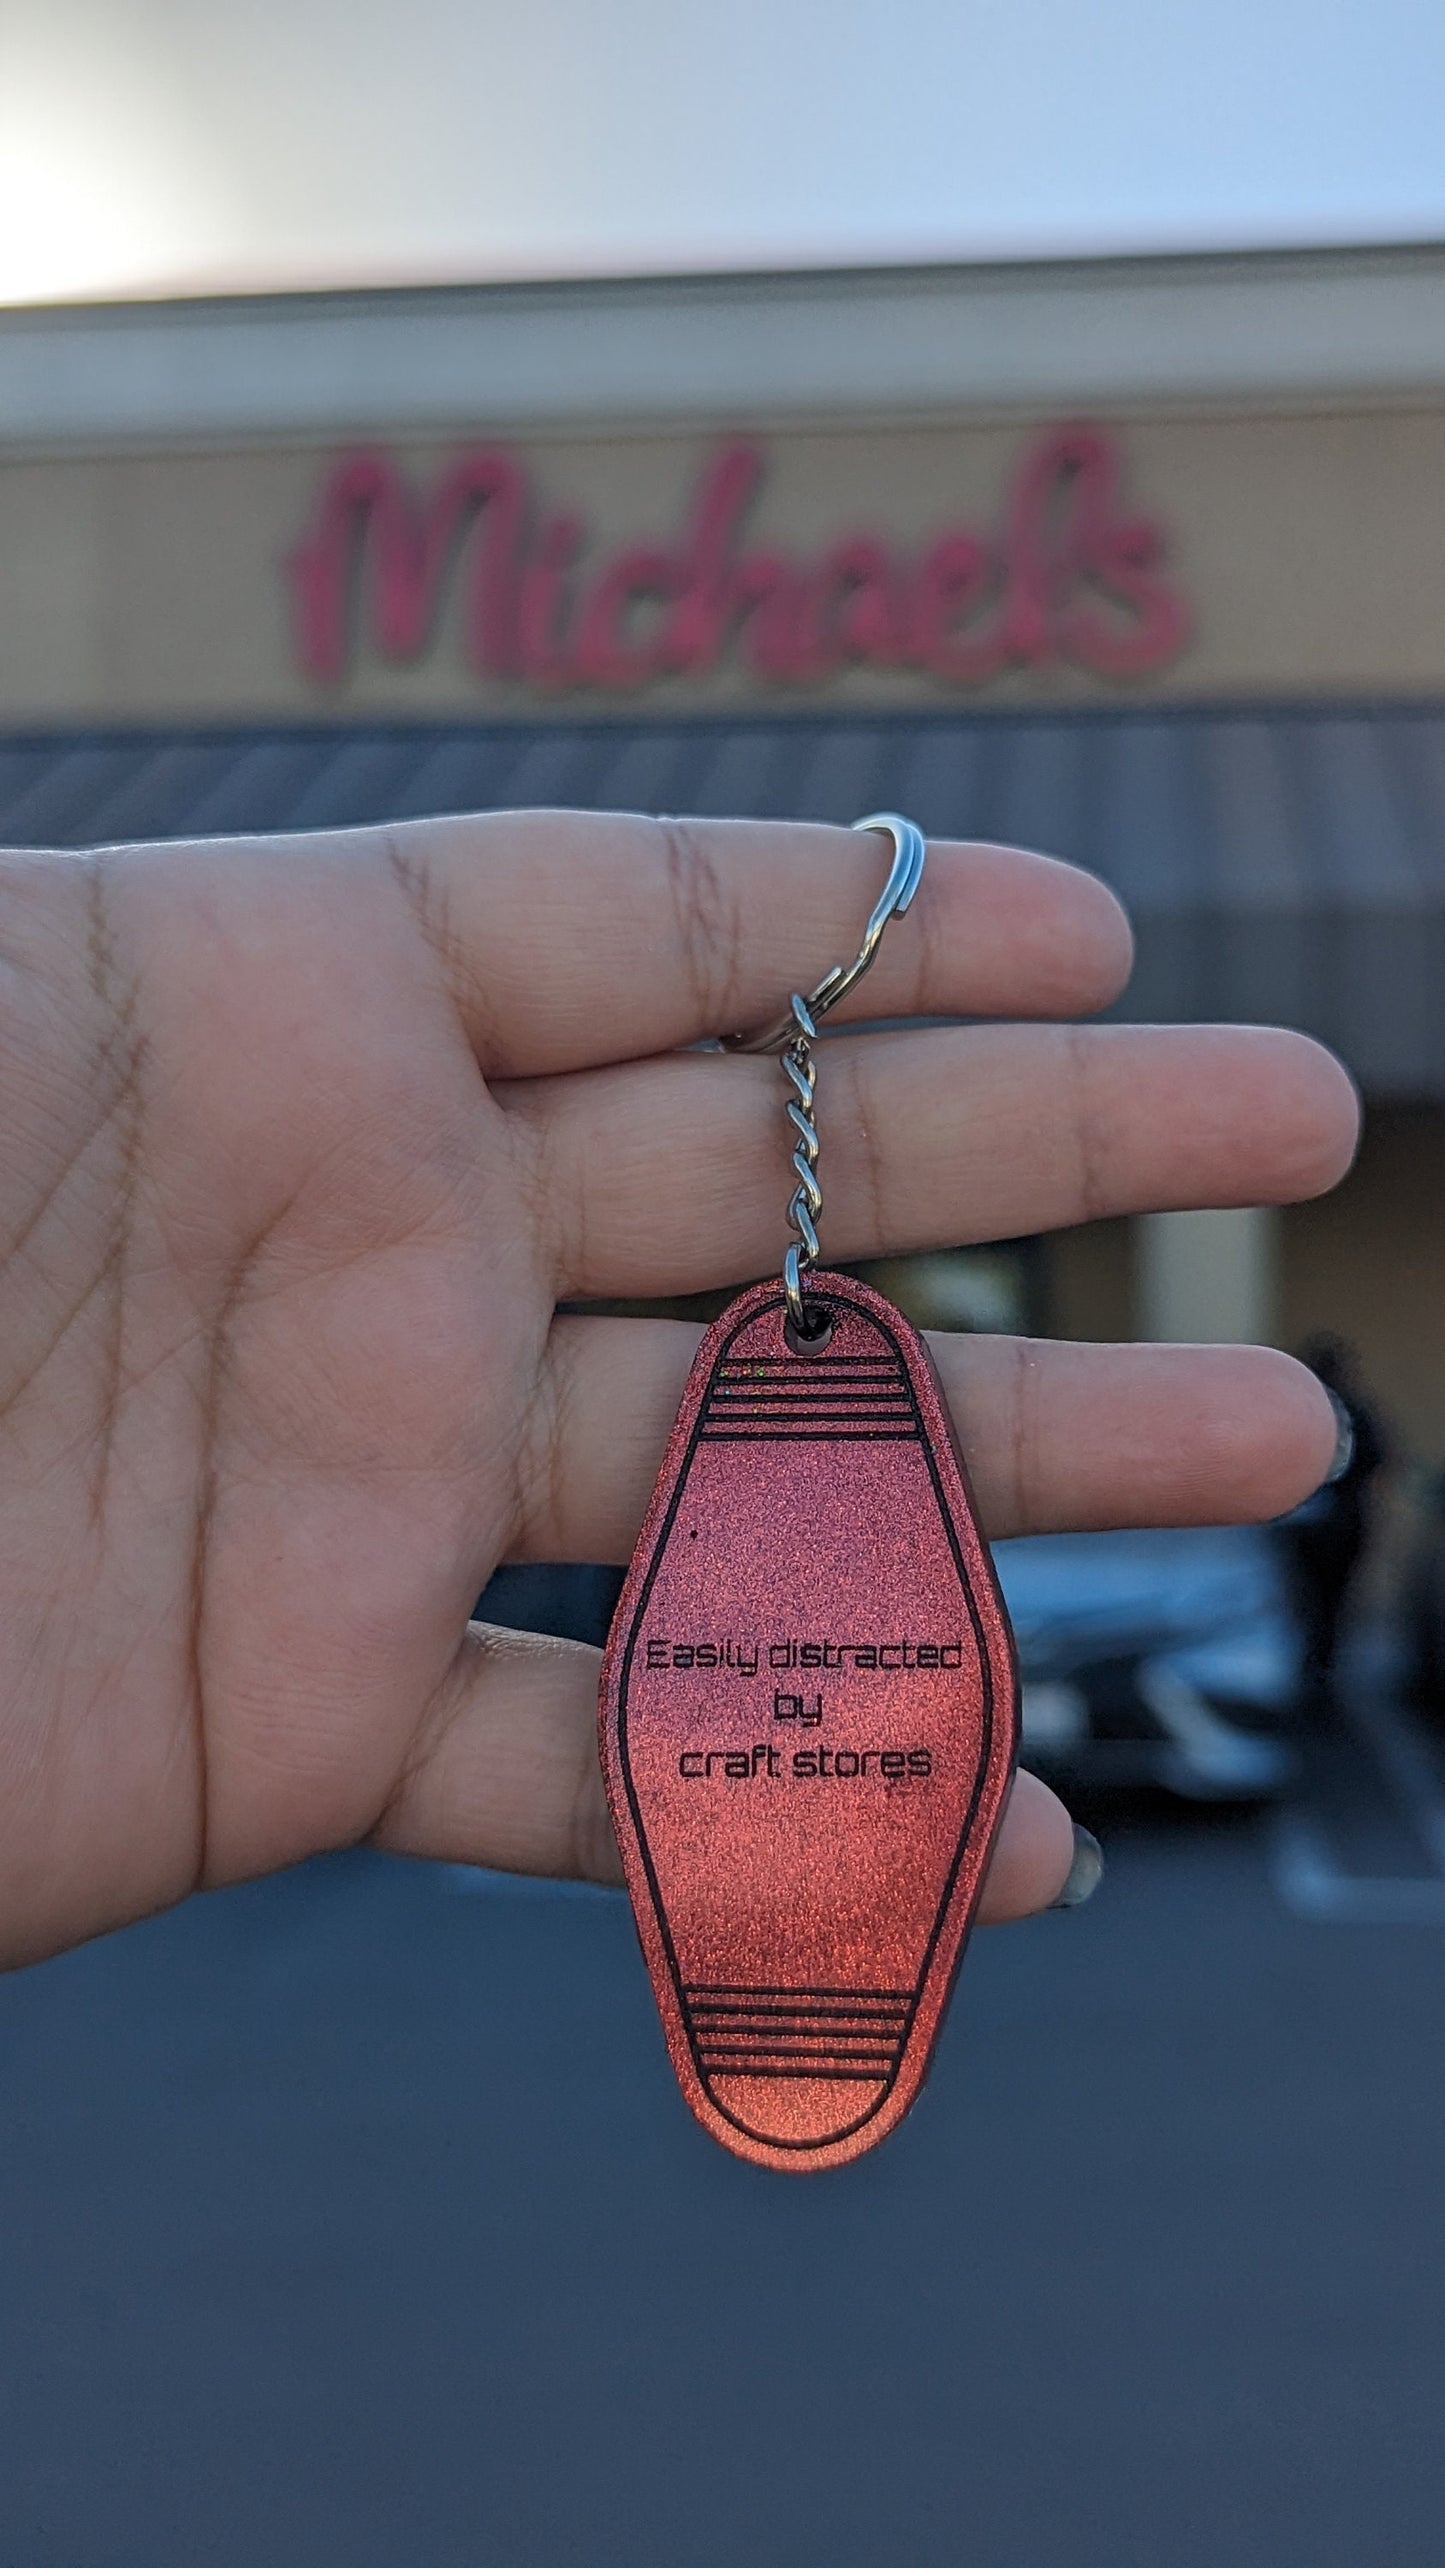 Michaels
Easily distracted
by
craft stores